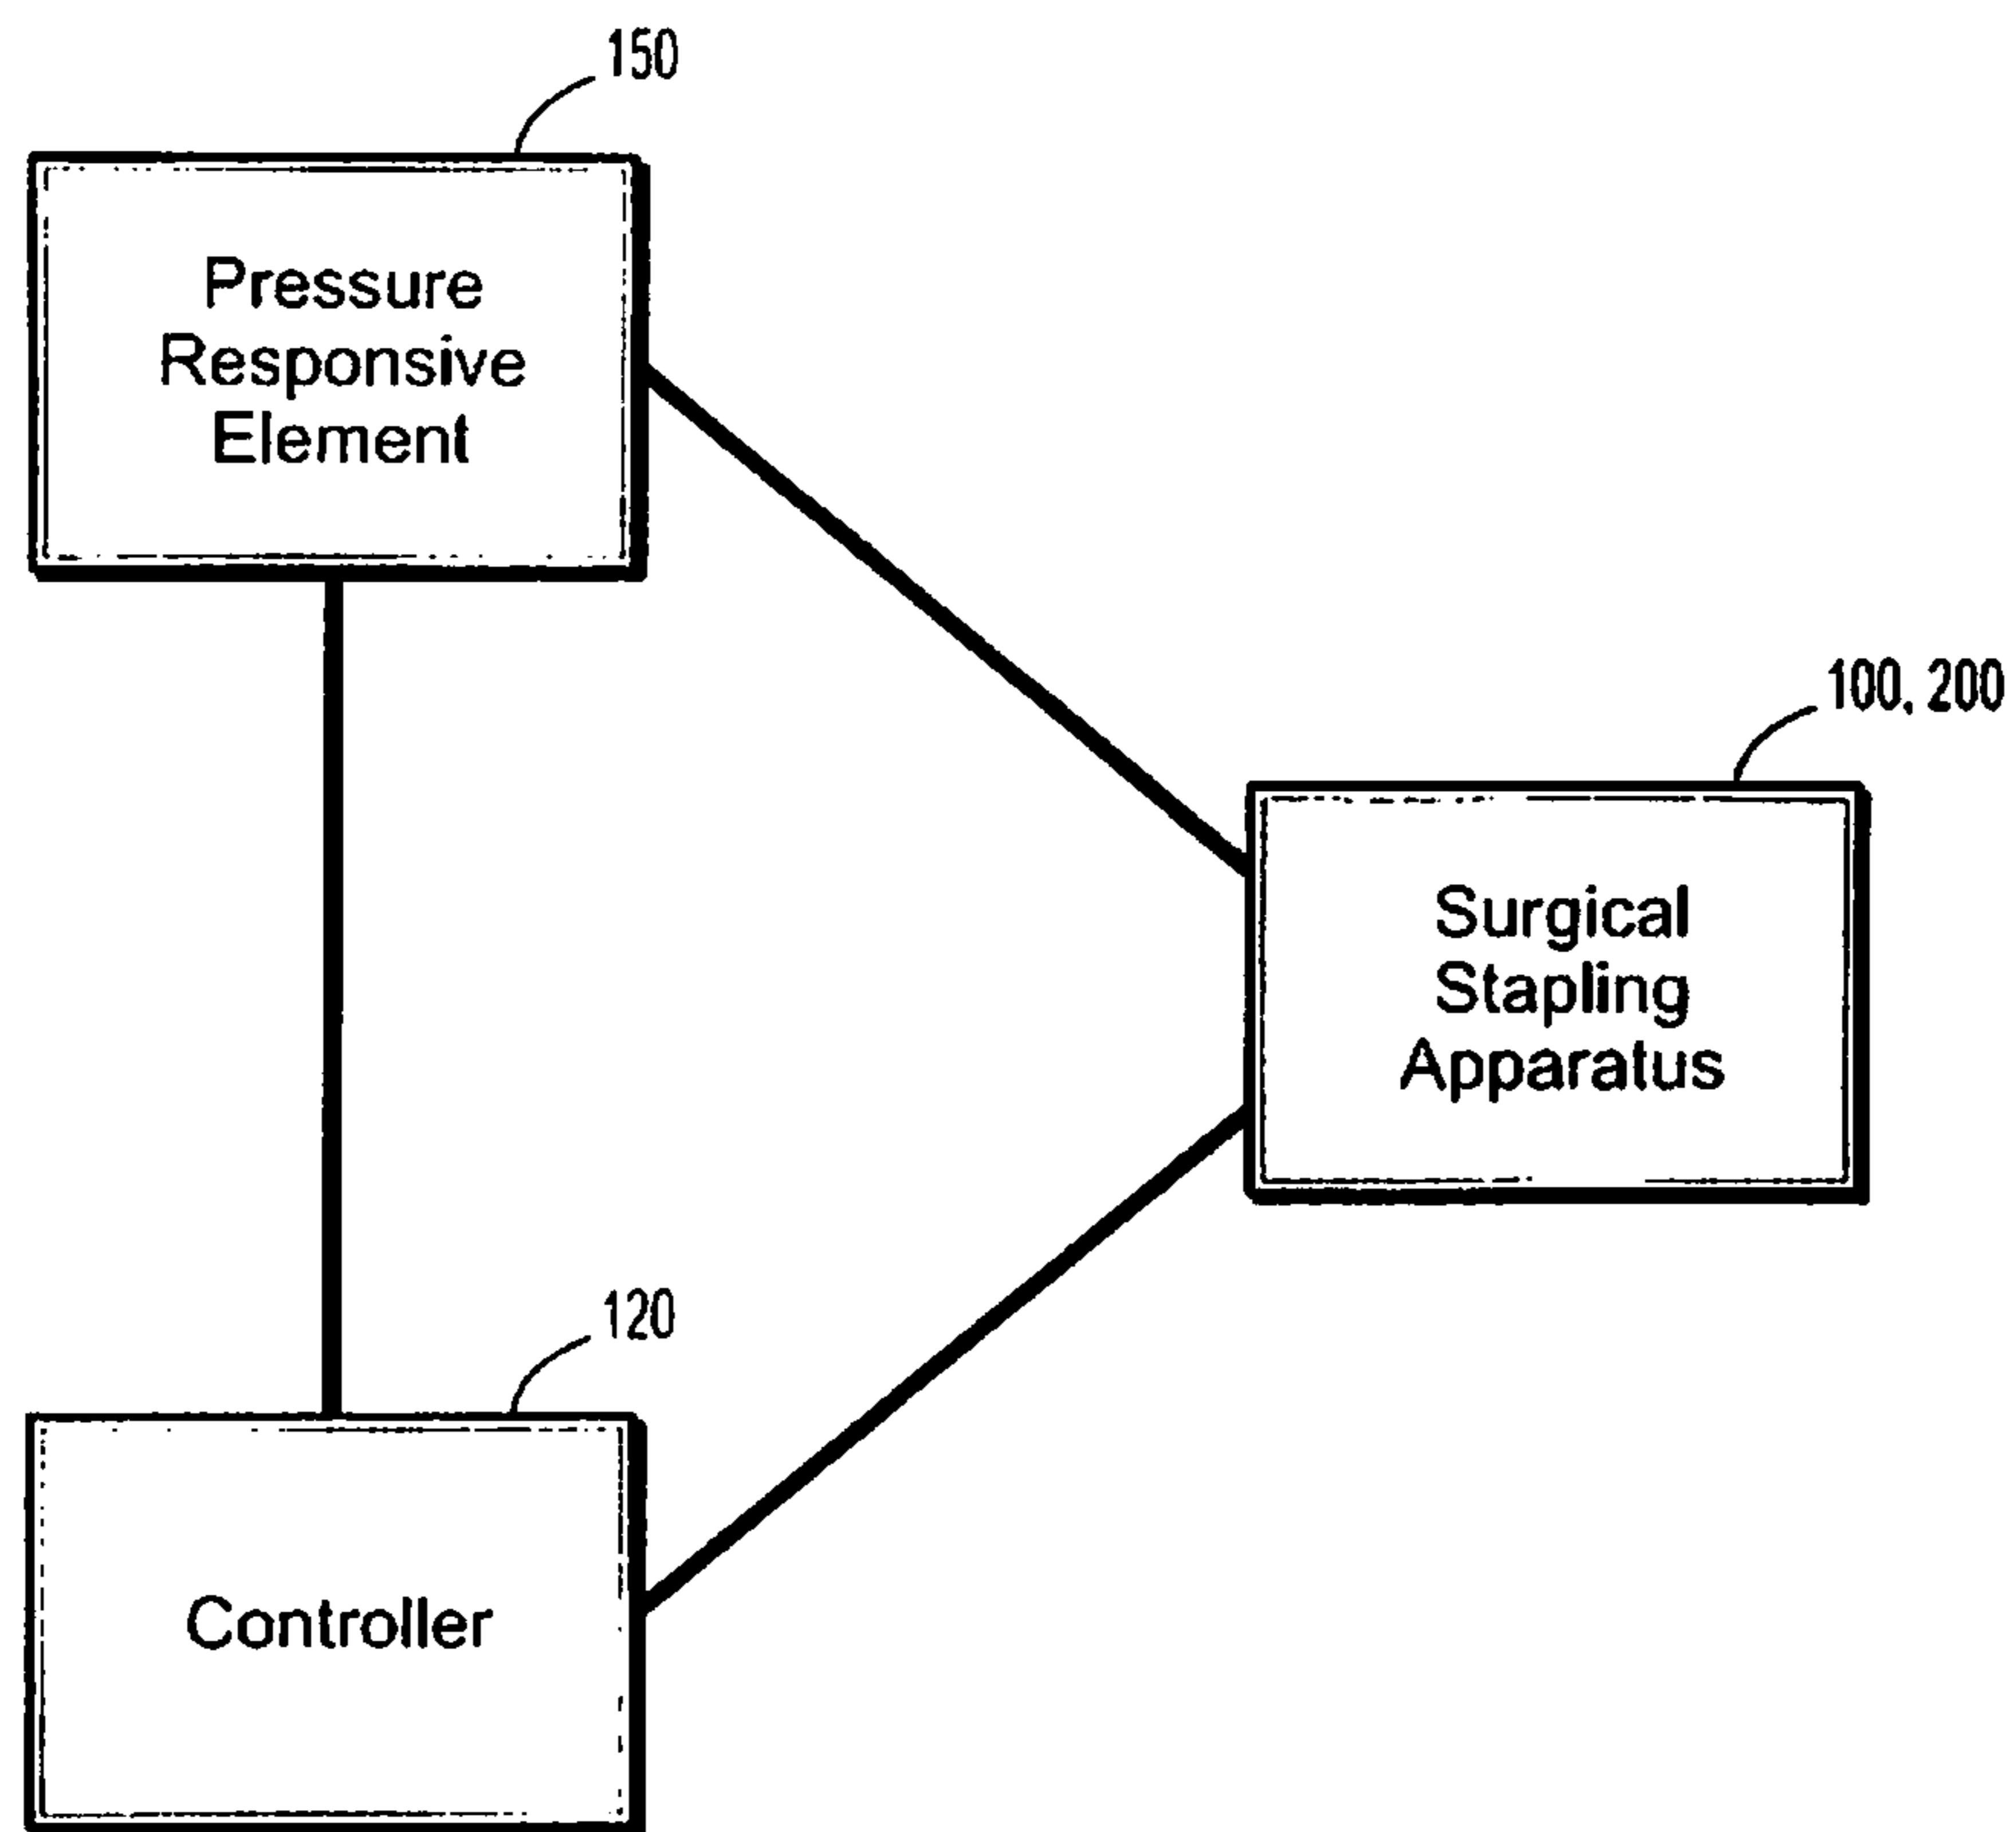 150
Pressure
Responsive
Element
100, 200
Surgical
Stapling
Apparatus
120
Controller